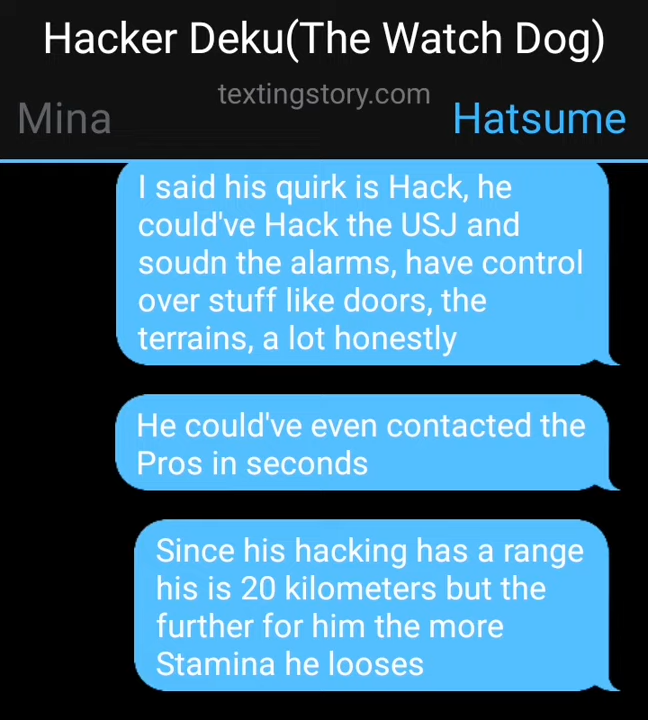 Hacker Deku(The Watch Dog)
textingstory.com
Mina
Hatsume
I said his quirk is Hack, he
could've Hack the USJ and
soudn the alarms, have control
over stuff like doors, the
terrains, a lot honestly
He could've even contacted the
Pros in seconds
Since his hacking has a range
his is 20 kilometers but the
further for him the more
Stamina he looses